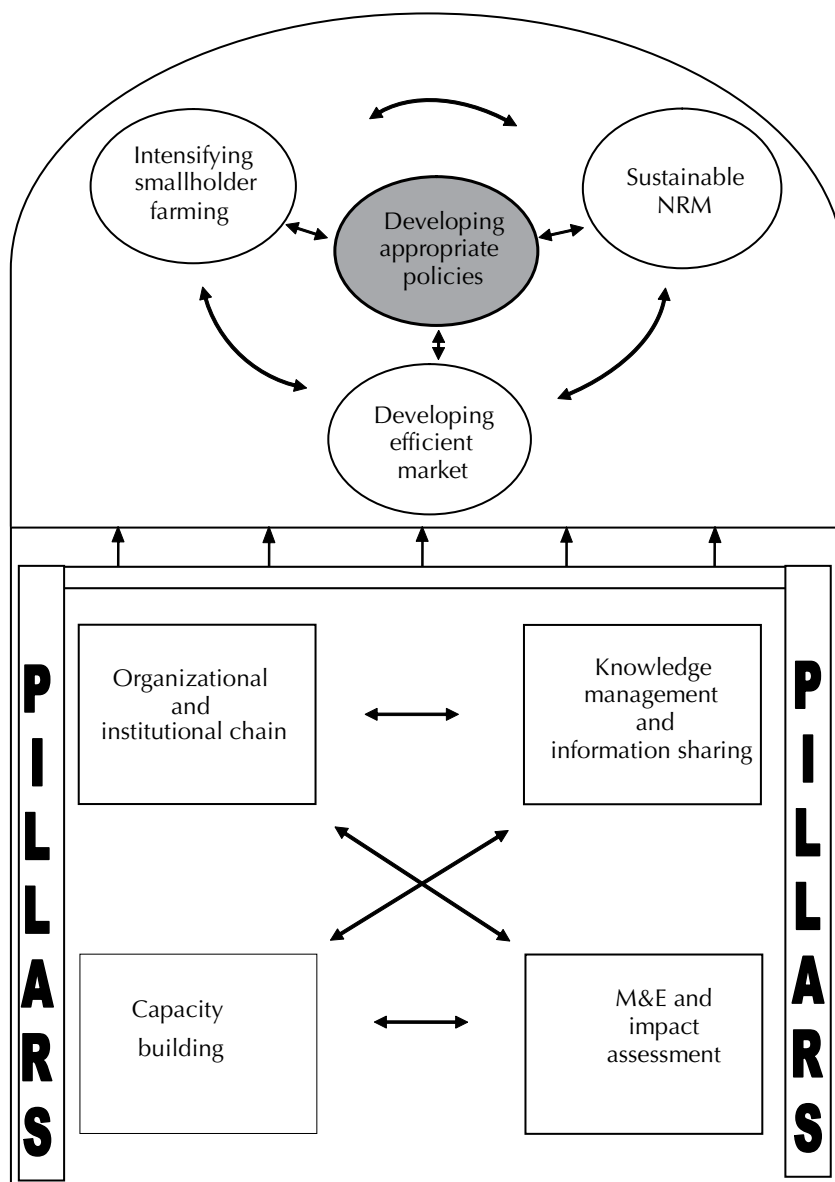 Intensifying
smallholder
farming
Sustainable
NRM
Developing
appropriate
policies
Developing
efficient
market
PILLARS
Organizational
and
institutional chain
Knowledge
management
and
information sharing
Capacity
building
M&E and
impact
assessment
PILLARS